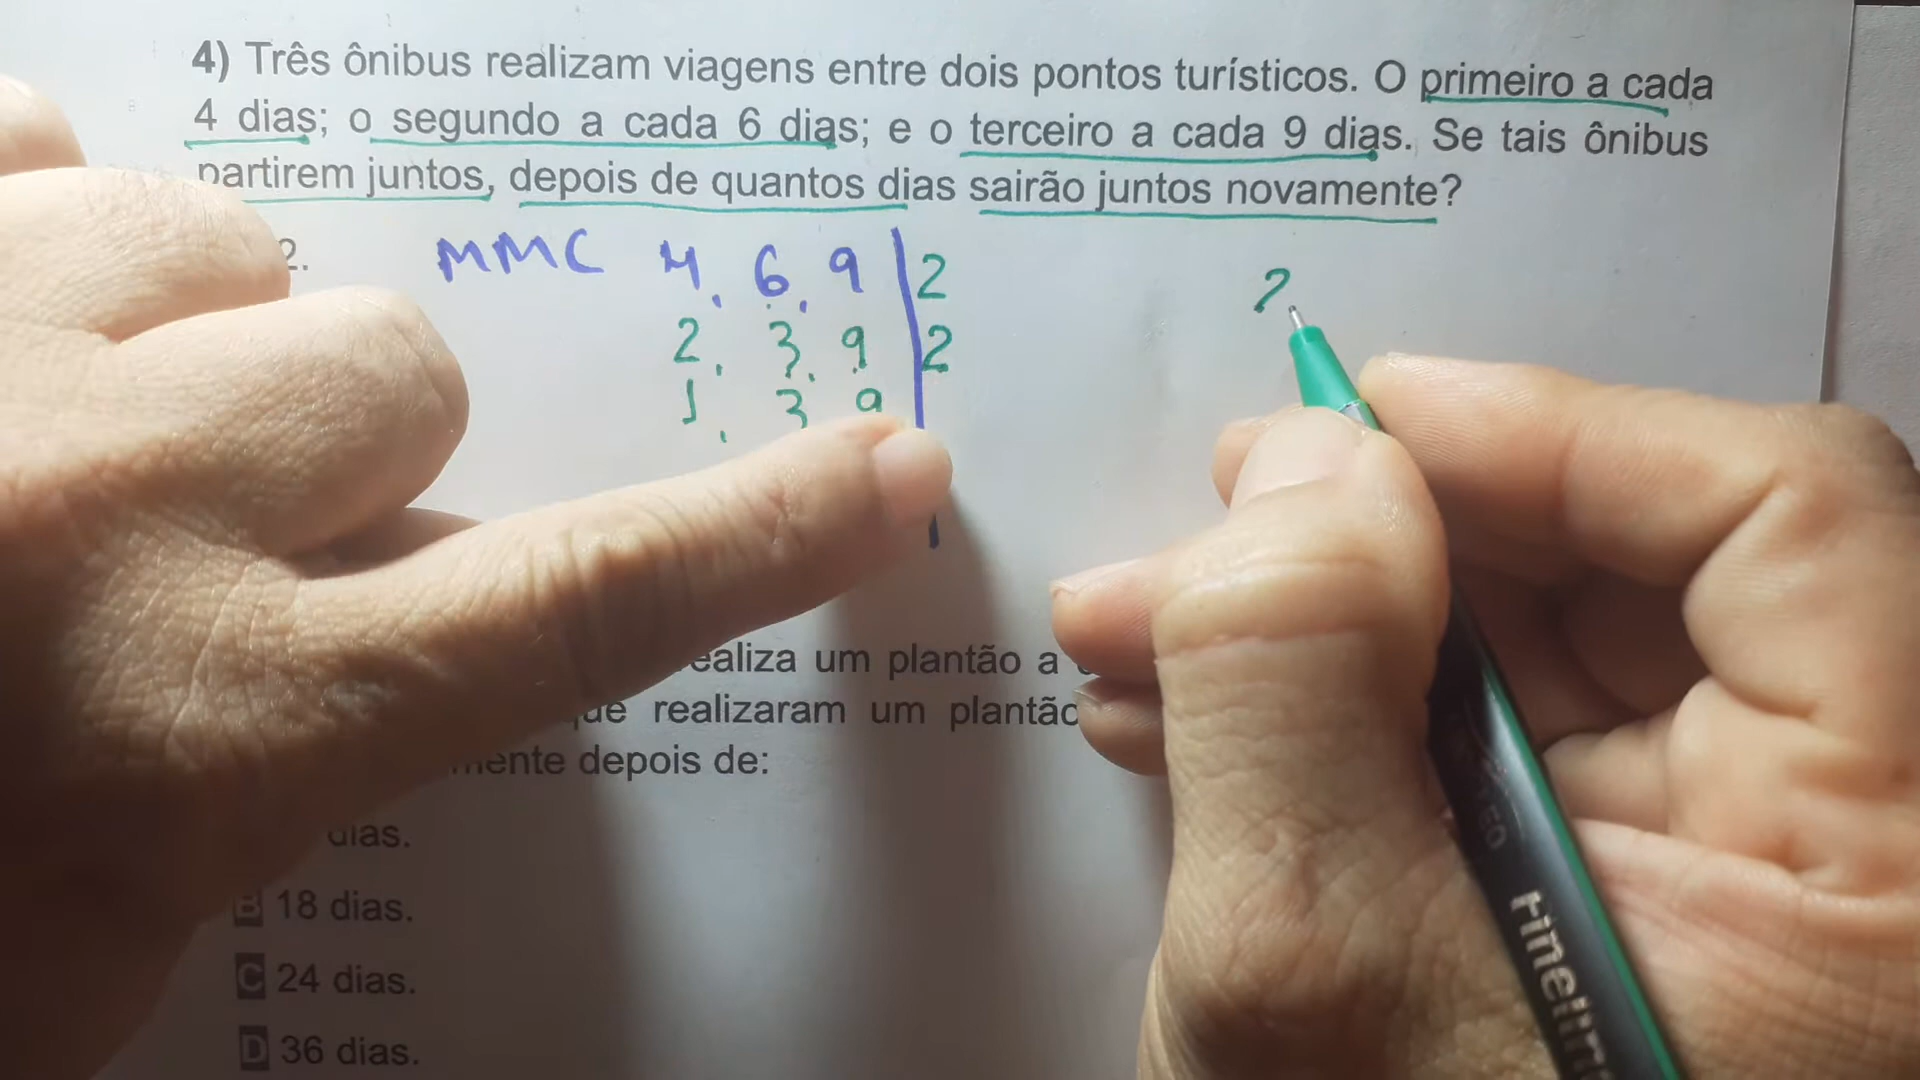 4) Três ônibus realizam viagens entre dois pontos turísticos. O primeiro a cada
4 dias; o segundo a cada 6 dias; e o terceiro a cada 9 dias. Se tais ônibus
partirem juntos, depois de quantos dias sairão juntos novamente?
2.
MMC 4, 6, 9 | 2
2, 3, 9 | 2
1, 3 9
2
ealiza um plantão a
que realizaram um plantão
mente depois de:
dias.
B 18 dias.
C 24 dias.
D 36 dias.